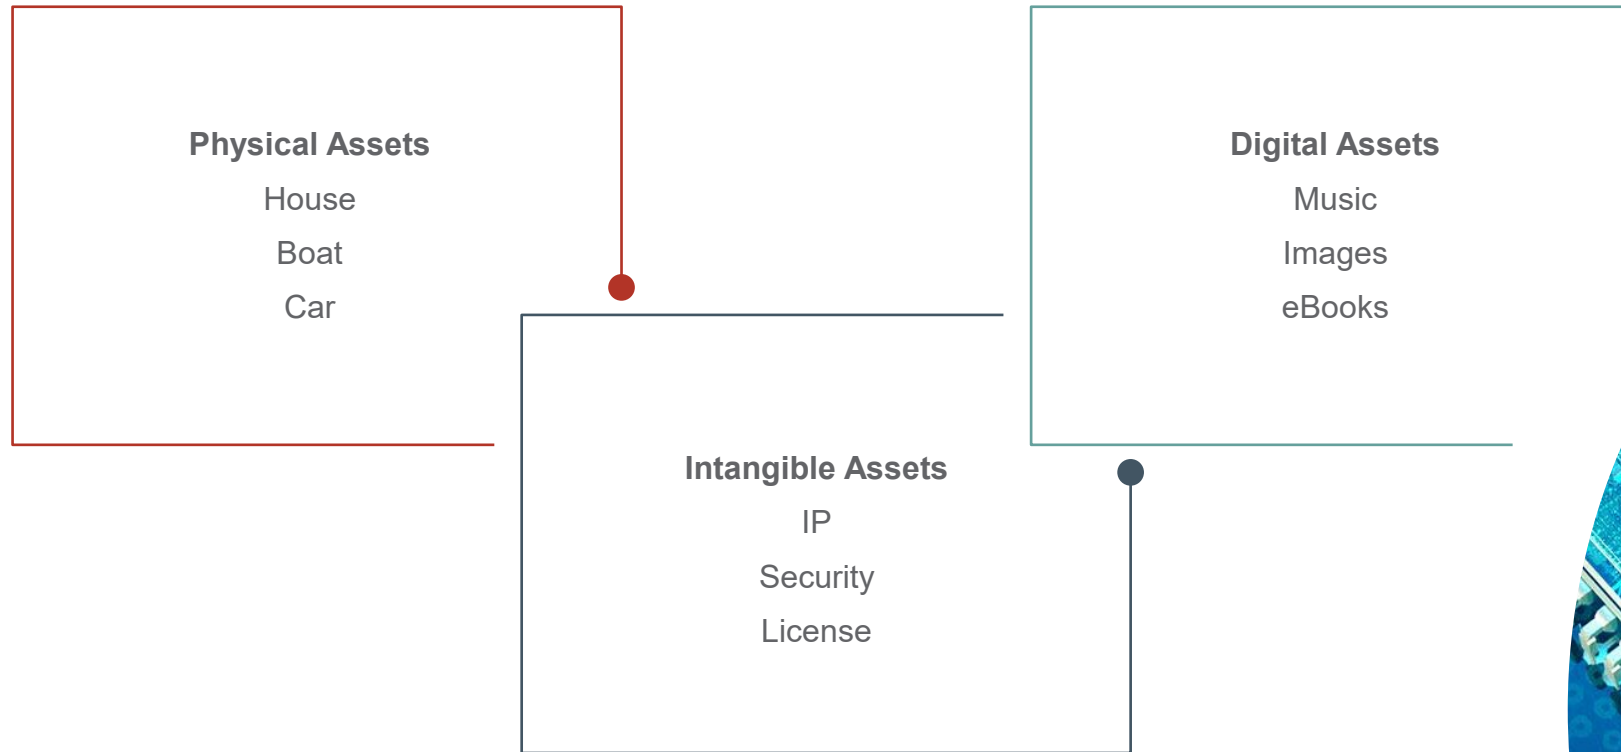 Physical Assets
House
Boat
Car
Digital Assets
Music
Images
eBooks
Intangible Assets
IP
Security
License